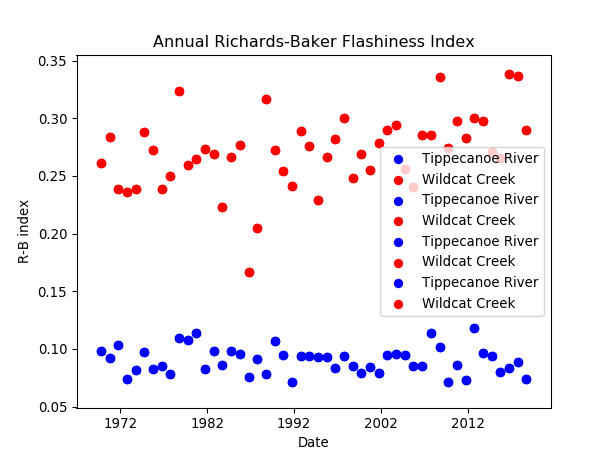 Annual Richards-Baker Flashiness Index
0.35
0.30
0.25
0.20
0.15
0.10
0.05
R-B index
Tippecanoe River
Wildcat Creek
Tippecanoe River
Wildcat Creek
Tippecanoe River
Wildcat Creek
Tippecanoe River
Wildcat Creek
1972 1982 1992 2002 2012
Date